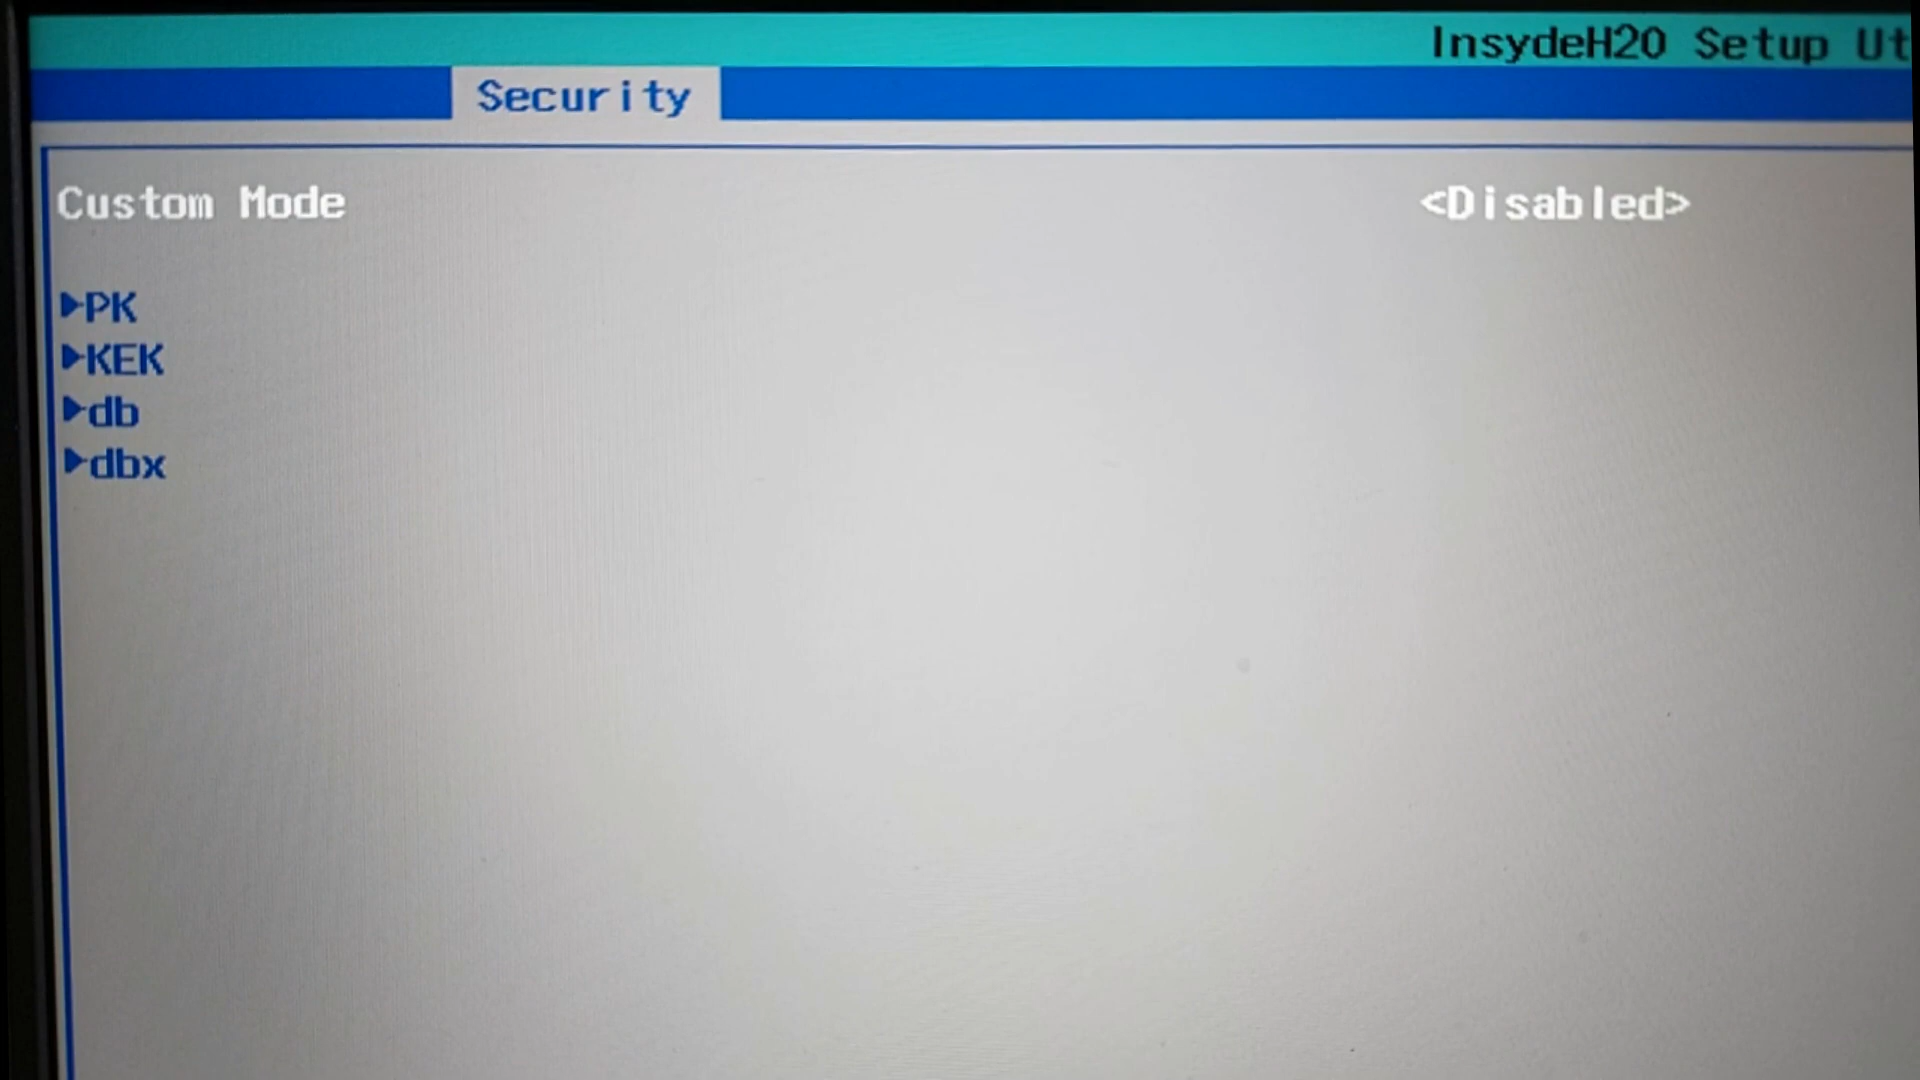 InsydeH20 Setup Ut
Security
Custom Mode <Disabled>
PK
KEK
db
dbx